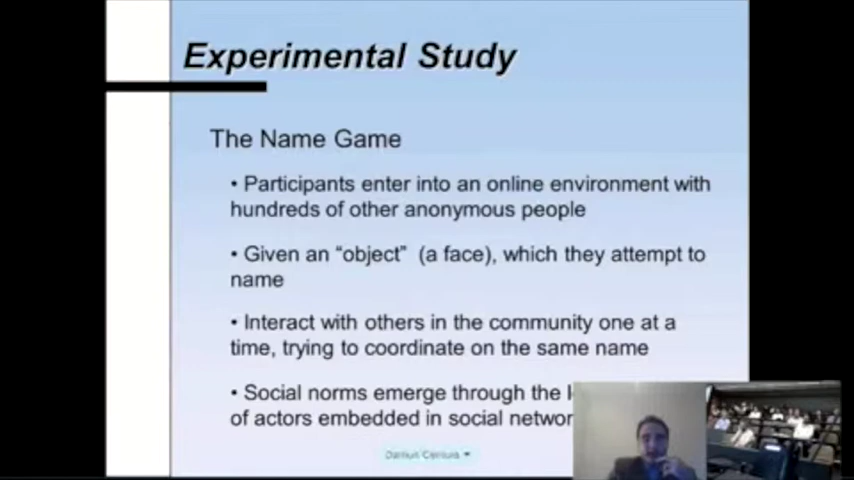 Experimental Study
The Name Game
• Participants enter into an online environment with
hundreds of other anonymous people
• Given an "object" (a face), which they attempt to
name
• Interact with others in the community one at a
time, trying to coordinate on the same name
• Social norms emerge through the
of actors embedded in social